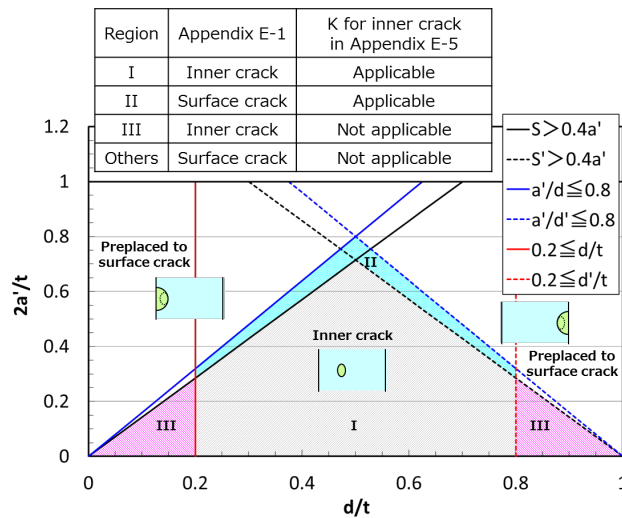 Region Appendix E-1 K for inner crack
in Appendix E-5
I Inner crack Applicable
II Surface crack Applicable
III Inner crack Not applicable
Others Surface crack Not applicable
S＞0.4a'
S'＞0.4a'
a'/d≦0.8
a'/d'≦0.8
0.2≦d/t
0.2≦d'/t
1.2
1
0.8
0.6
0.4
0.2
0
2a'/t
Preplaced to
surface crack
II
Inner crack
Preplaced to
surface crack
III
I
III
0 0.2 0.4 0.6 0.8 1
d/t